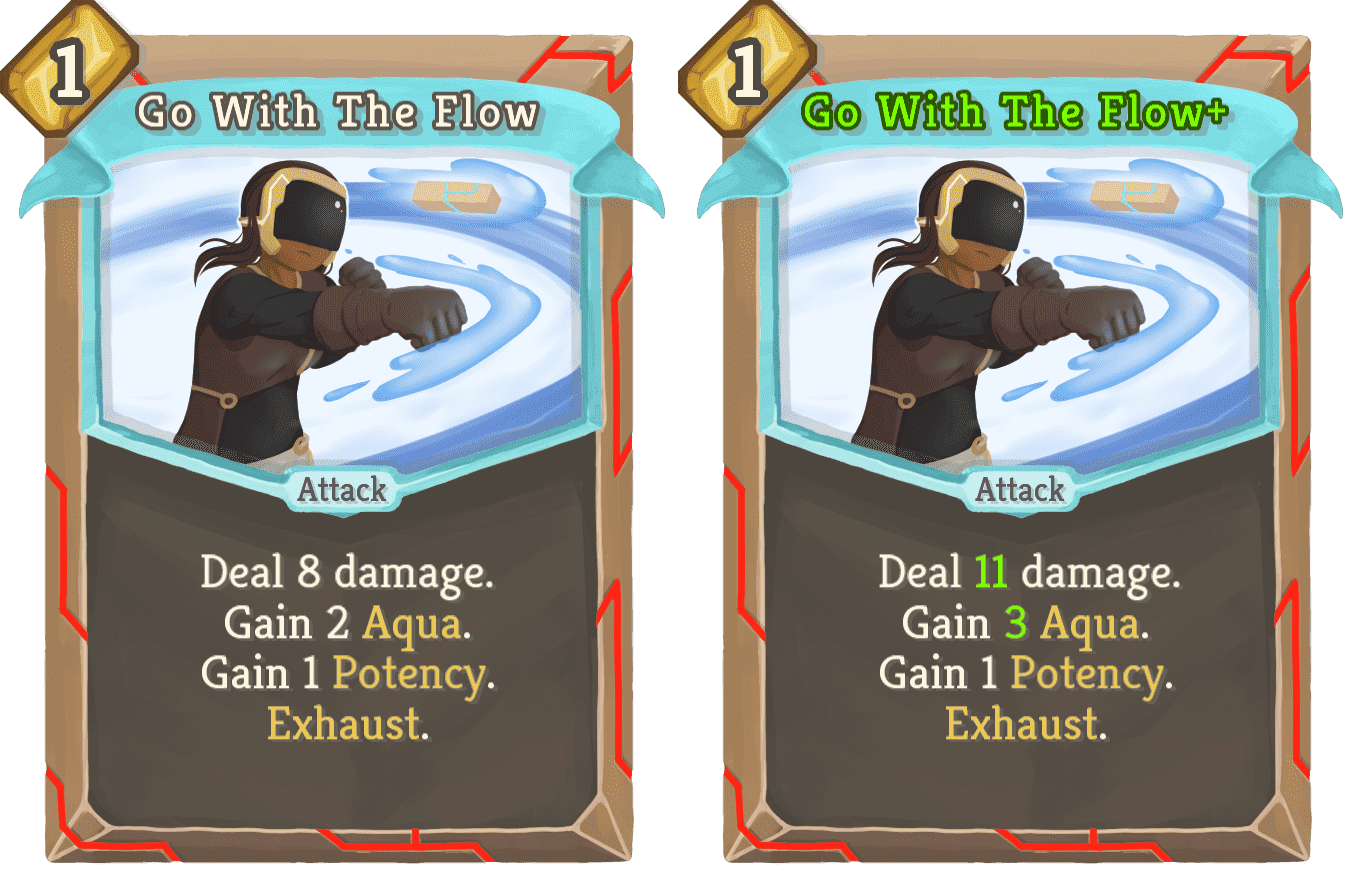 1
Go With The Flow
Attack
Deal 8 damage.
Gain 2 Aqua.
Gain 1 Potency.
Exhaust.
1
Go With The Flow+
Attack
Deal 11 damage.
Gain 3 Aqua.
Gain 1 Potency.
Exhaust.